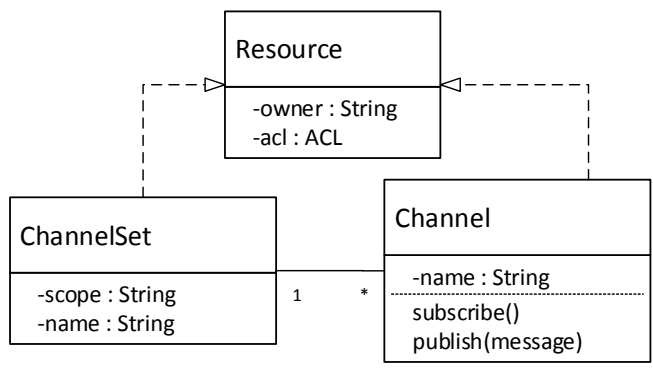 Resource
-owner : String
-acl : ACL
ChannelSet
-scope : String
-name : String
1
*
Channel
-name : String
subscribe()
publish(message)